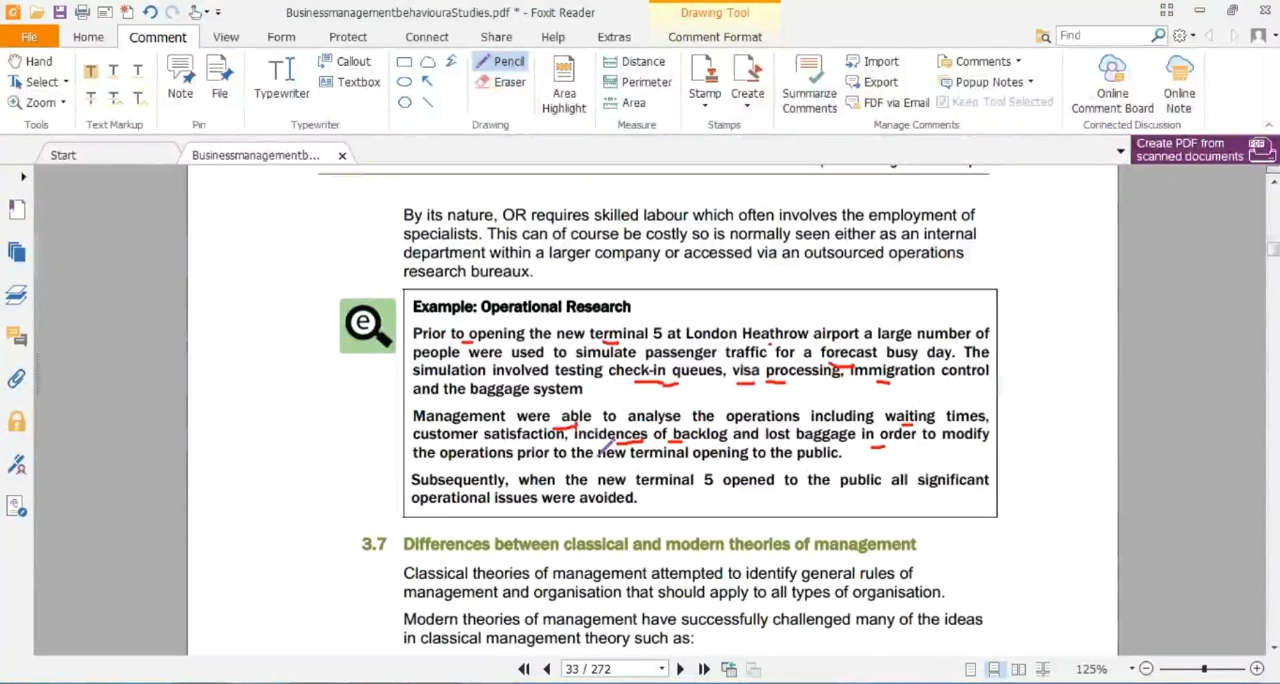 BusinessmanagementbehaviouraStudies.pdf * - Foxit Reader
Drawing Tool
File Home Comment View Form Protect Connect Share Help Extras Comment Format Find
Hand
Select
Zoom
Tools
Text Markup
Note
File
Pin
Typewriter
Callout
Textbox
Typewriter
Pencil
Eraser
Drawing
Area
Highlight
Distance
Perimeter
Area
Measure
Stamp
Create
Stamps
Summarize
Comments
Import
Export
FDF via Email
Comments
Popup Notes
Keep Tool Selected
Manage Comments
Online
Comment Board
Online
Note
Connected Discussion
Start
Businessmanagementb...
Create PDF from
scanned documents
By its nature, OR requires skilled labour which often involves the employment of
specialists. This can of course be costly so is normally seen either as an internal
department within a larger company or accessed via an outsourced operations
research bureaux.
Example: Operational Research
Prior to opening the new terminal 5 at London Heathrow airport a large number of
people were used to simulate passenger traffic for a forecast busy day. The
simulation involved testing check-in queues, visa processing, immigration control
and the baggage system
Management were able to analyse the operations including waiting times,
customer satisfaction, incidences of backlog and lost baggage in order to modify
the operations prior to the new terminal opening to the public.
Subsequently, when the new terminal 5 opened to the public all significant
operational issues were avoided.
3.7 Differences between classical and modern theories of management
Classical theories of management attempted to identify general rules of
management and organisation that should apply to all types of organisation.
Modern theories of management have successfully challenged many of the ideas
in classical management theory such as:
33 / 272
125%